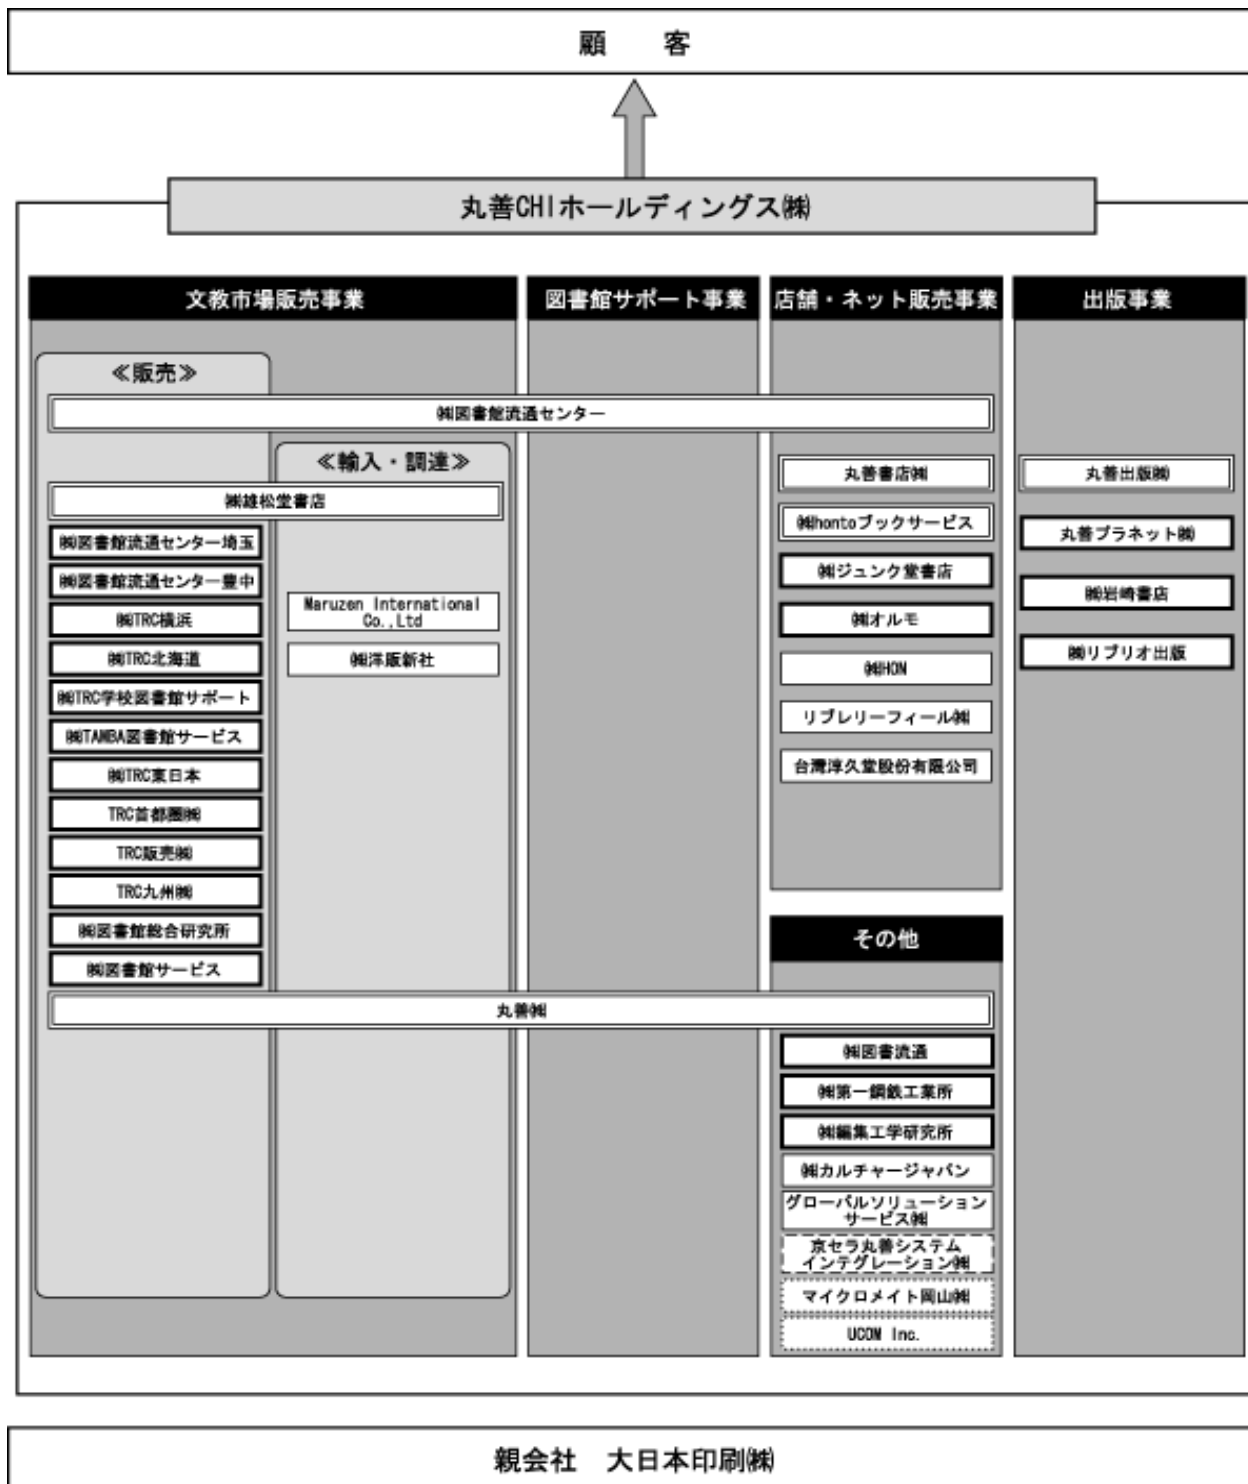 顧　客
丸善CHIホールディングス㈱
文教市場販売事業
図書館サポート事業
店舗・ネット販売事業
出版事業
≪販売≫
㈱図書館流通センター
≪輸入・調達≫
㈱雄松堂書店
㈱図書館流通センター埼玉
㈱図書館流通センター豊中
㈱TRC横浜
㈱TRC北海道
㈱TRC学校図書館サポート
㈱TAMBA図書館サービス
㈱TRC東日本
TRC首都圏㈱
TRC販売㈱
TRC九州㈱
㈱図書館総合研究所
㈱図書館サービス
Maruzen International
Co.,Ltd
㈱洋販新社
丸善書店㈱
㈱hontoブックサービス
㈱ジュンク堂書店
㈱オルモ
㈱HON
リブレリーフィール㈱
台灣淳久堂股份有限公司
丸善出版㈱
丸善プラネット㈱
㈱岩崎書店
㈱リブリオ出版
その他
丸善㈱
㈱図書流通
㈱第一鋼鉄工業所
㈱編集工学研究所
㈱カルチャージャパン
グローバルソリューション
サービス㈱
京セラ丸善システム
インテグレーション㈱
マイクロメイト岡山㈱
UCOM Inc.
親会社　大日本印刷㈱